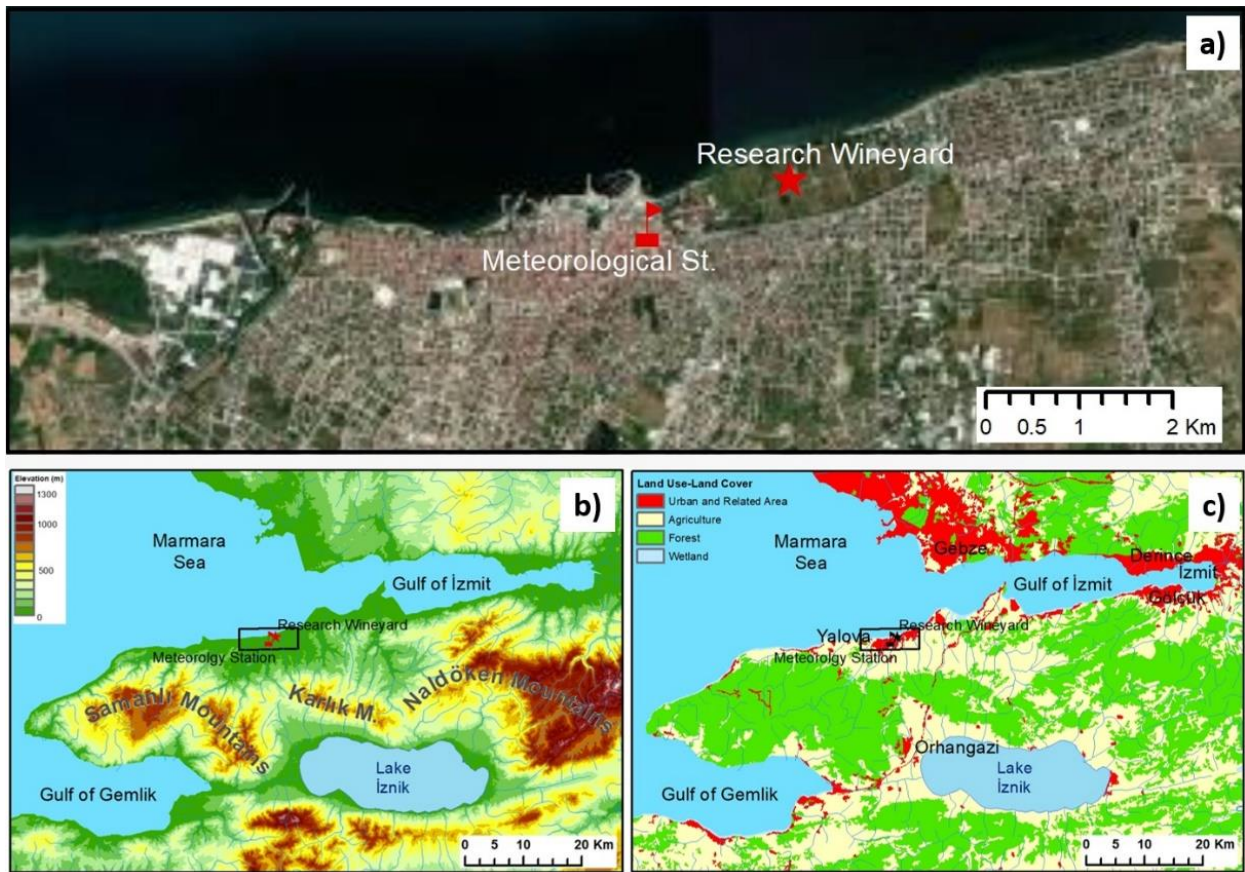 a)
Research Wineyard
Meteorological St.
0 0.5 1 2 Km
Elevation (m)
1300
1000
500
0
b)
Marmara
Sea
Gulf of İzmit
Research Wineyard
Meteorolgy Station
Samanlı Mountains
Karlık M.
Naldöken Mountains
Lake
İznik
Gulf of Gemlik
0 5 10 20 Km
Land Use-Land Cover
Urban and Related Area
Agriculture
Forest
Wetland
c)
Marmara
Sea
Gebze
Derince
İzmit
Gulf of İzmit
Gölcük
Yalova
Research Wineyard
Meteorolgy Station
Orhangazi
Lake
İznik
Gulf of Gemlik
0 5 10 20 Km